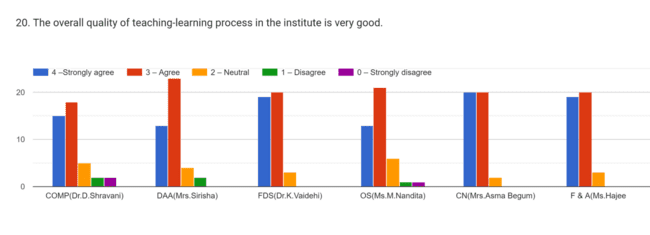 20. The overall quality of teaching-learning process in the institute is very good.
4 –Strongly agree 3 – Agree 2 – Neutral 1 – Disagree 0 – Strongly disagree
20
10
0
COMP(Dr.D.Shravani) DAA(Mrs.Sirisha) FDS(Dr.K.Vaidehi) OS(Ms.M.Nandita) CN(Mrs.Asma Begum) F & A(Ms.Hajee